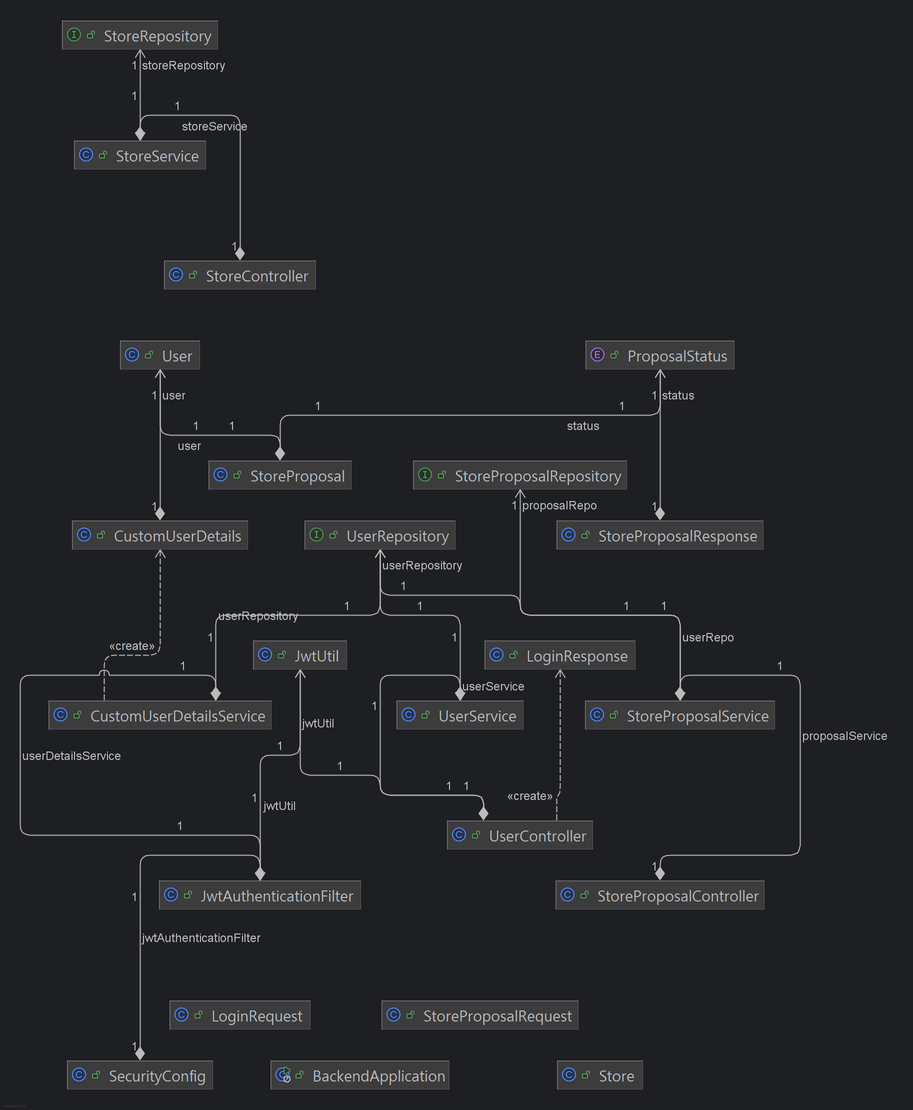 StoreRepository
1 storeRepository
1
1
storeService
StoreService
1
StoreController
User
ProposalStatus
1 user
1
1
1 status
1
1
user
status
StoreProposal
StoreProposalRepository
1
1 proposalRepo
1
CustomUserDetails
UserRepository
StoreProposalResponse
userRepository
1
1
1
1
1
userRepository
1
1
userRepo
«create»
JwtUtil
LoginResponse
1
1
userService
1
CustomUserDetailsService
UserService
StoreProposalService
jwtUtil
proposalService
1
userDetailsService
1
1
1
«create»
1
jwtUtil
1
UserController
1
JwtAuthenticationFilter
StoreProposalController
1
jwtAuthenticationFilter
LoginRequest
StoreProposalRequest
1
SecurityConfig
BackendApplication
Store